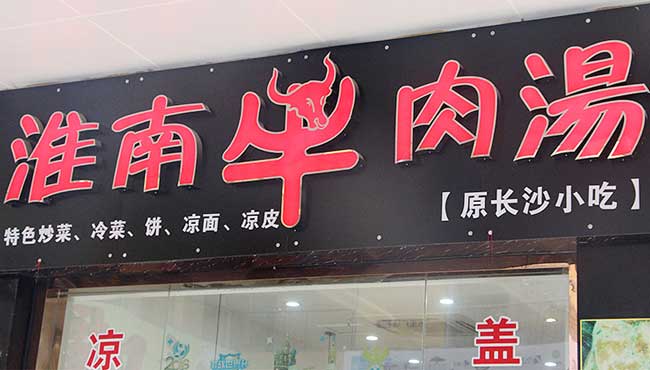 淮南牛肉湯
特色炒菜、冷菜、饼、凉面、凉皮
【原长沙小吃】
凉
盖